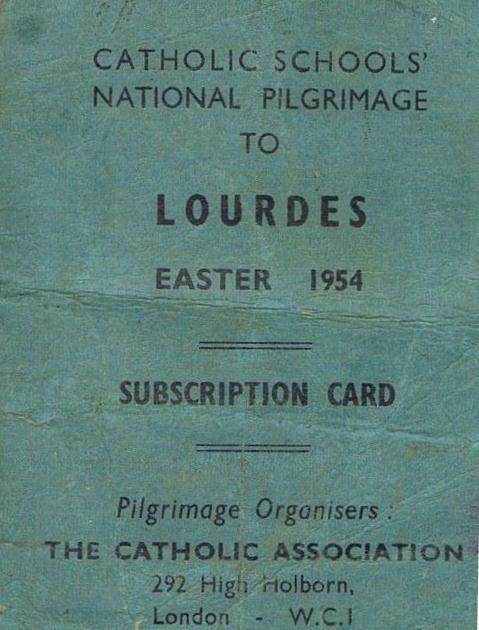 CATHOLIC SCHOOLS'
NATIONAL PILGRIMAGE
TO
LOURDES
EASTER 1954
SUBSCRIPTION CARD
Pilgrimage Organisers :
THE CATHOLIC ASSOCIATION
292 High Holborn,
London - W.C.1